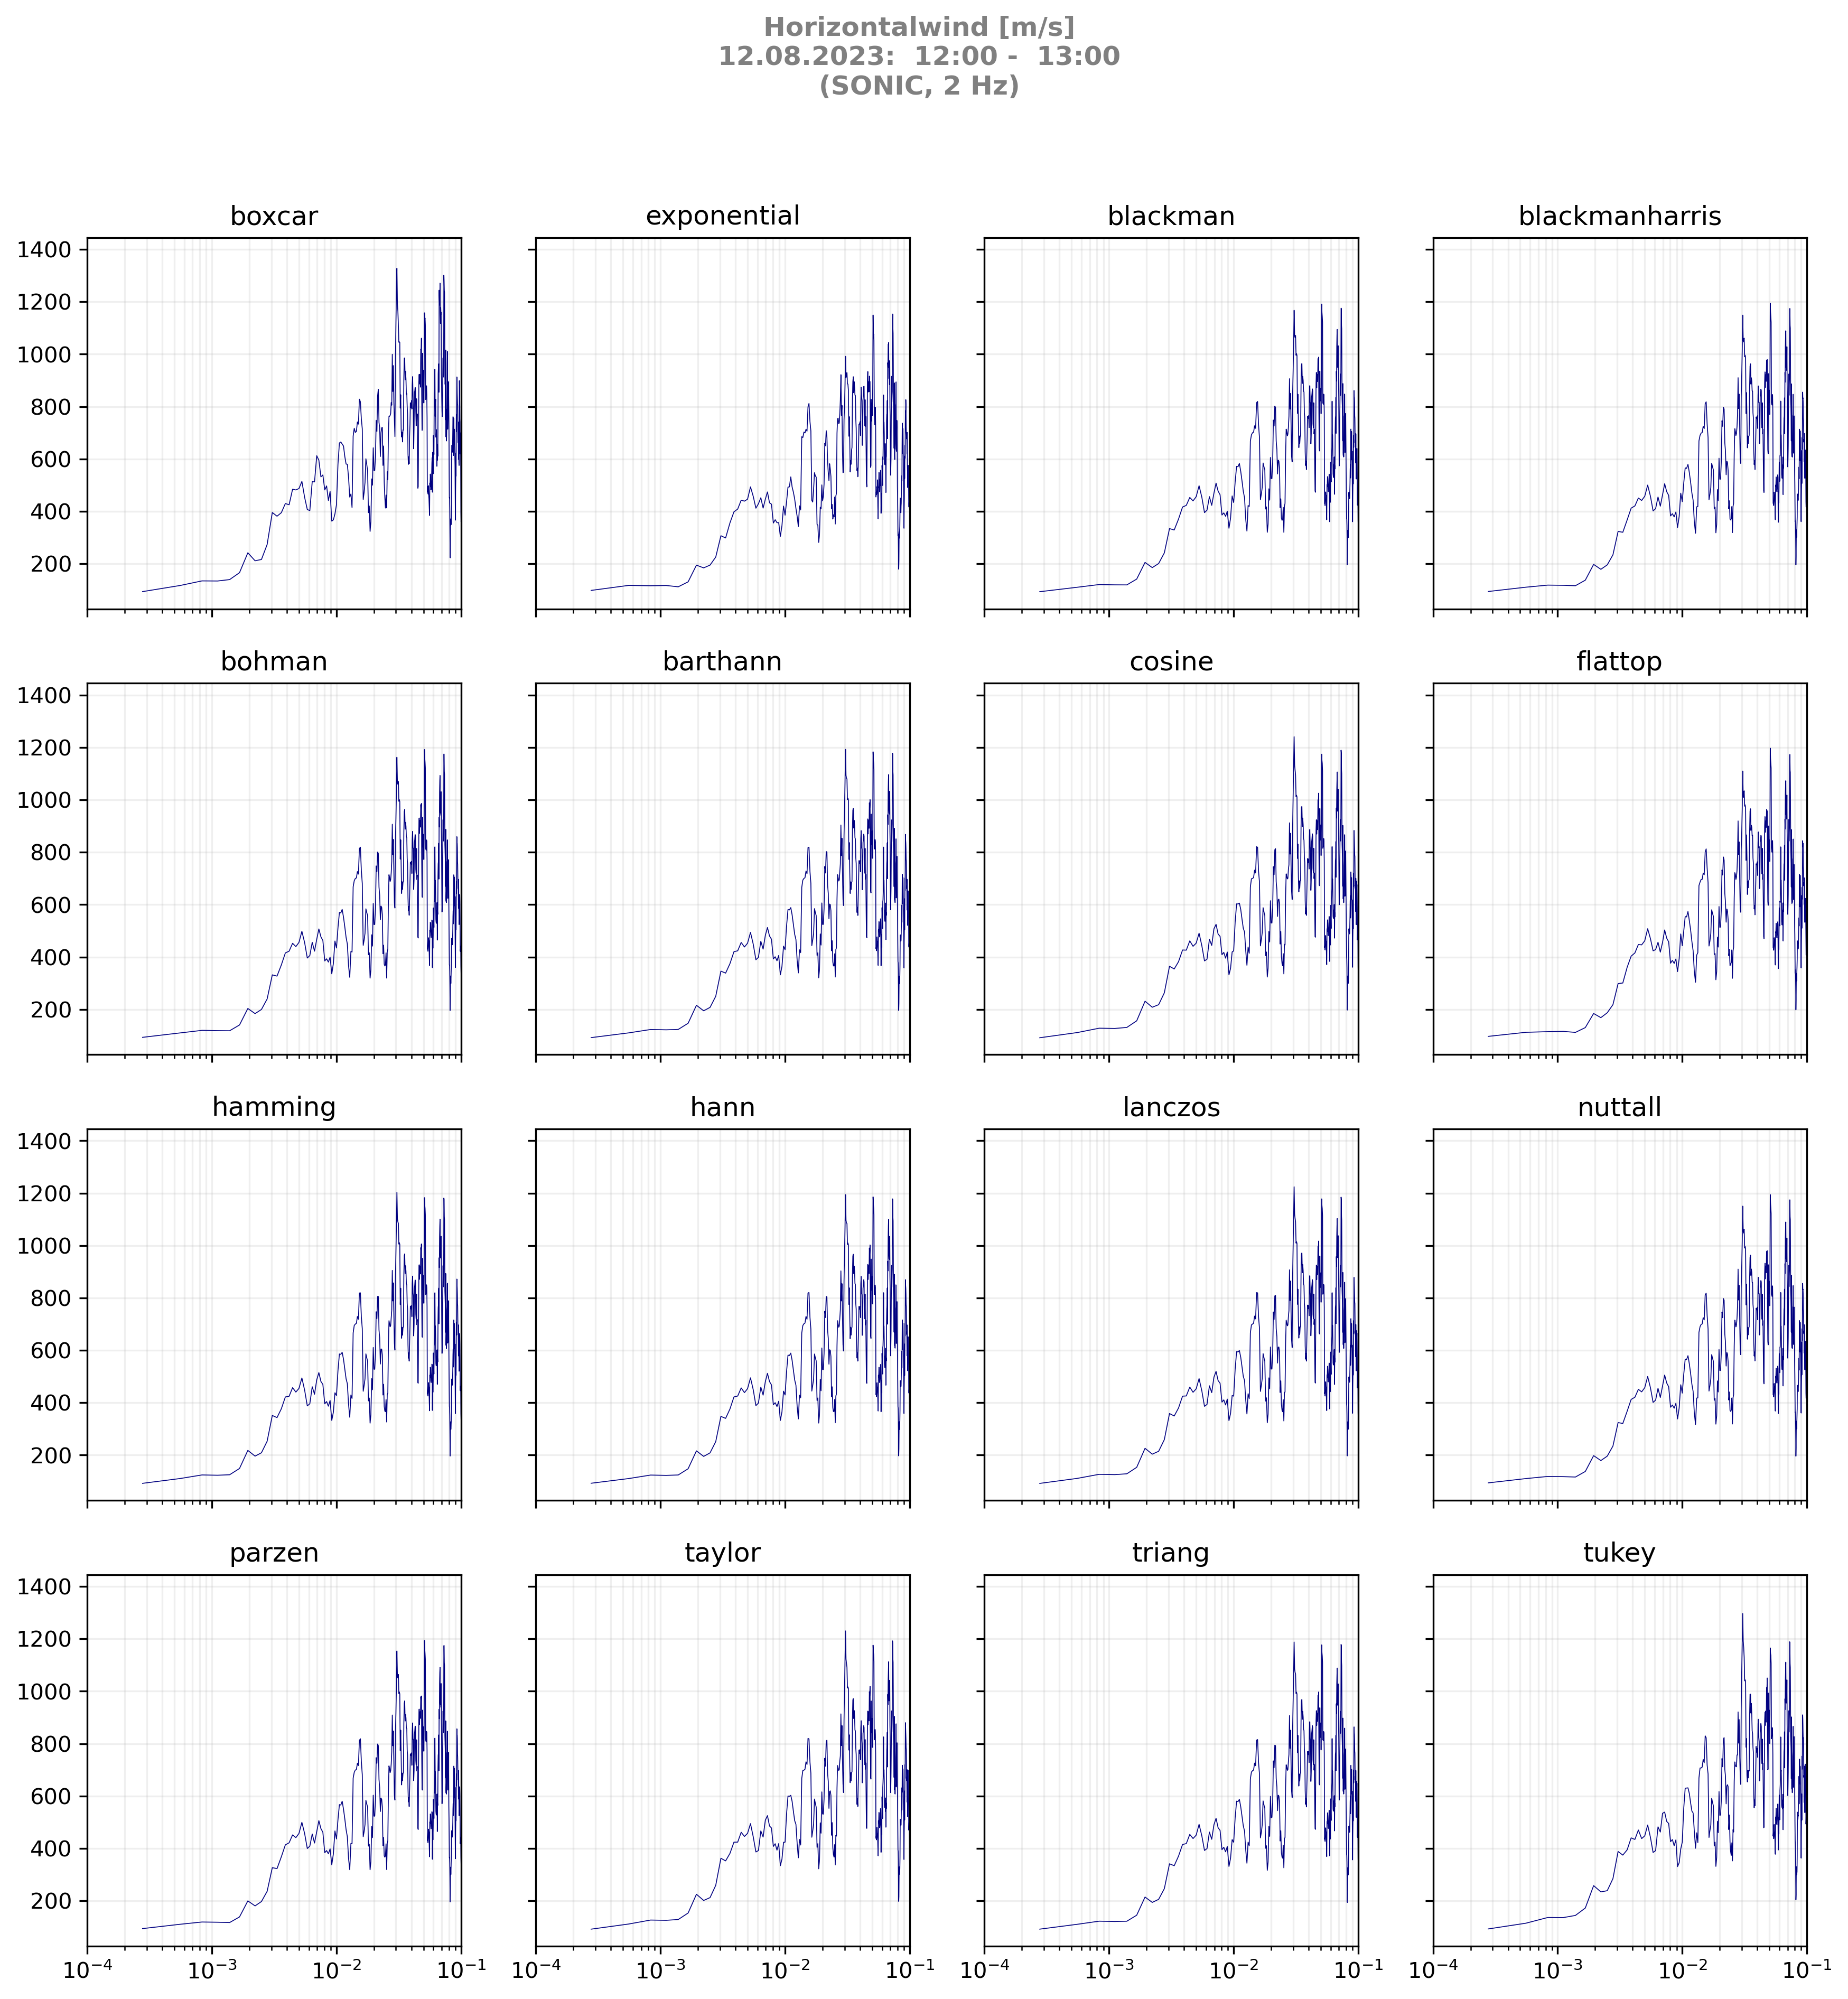 Horizontalwind [m/s]
12.08.2023:  12:00 -  13:00
(SONIC, 2 Hz)
boxcar
exponential
blackman
blackmanharris
1400
1200
1000
800
600
400
200
bohman
barthann
cosine
flattop
1400
1200
1000
800
600
400
200
hamming
hann
lanczos
nuttall
1400
1200
1000
800
600
400
200
parzen
taylor
triang
tukey
1400
1200
1000
800
600
400
200
10⁻⁴ 10⁻³ 10⁻² 10⁻¹
10⁻⁴ 10⁻³ 10⁻² 10⁻¹
10⁻⁴ 10⁻³ 10⁻² 10⁻¹
10⁻⁴ 10⁻³ 10⁻² 10⁻¹